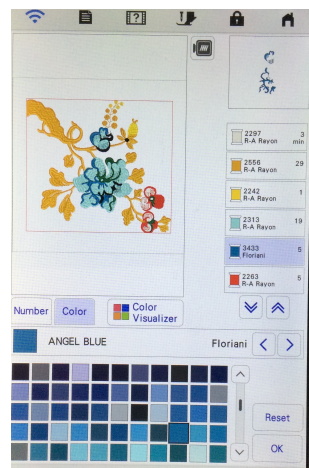 2297 3
R-A Rayon min
2556 29
R-A Rayon
2242 1
R-A Rayon
2313 19
R-A Rayon
3433 5
Floriani
2263 5
R-A Rayon
Number Color Color
Visualizer
ANGEL BLUE Floriani
Reset
OK